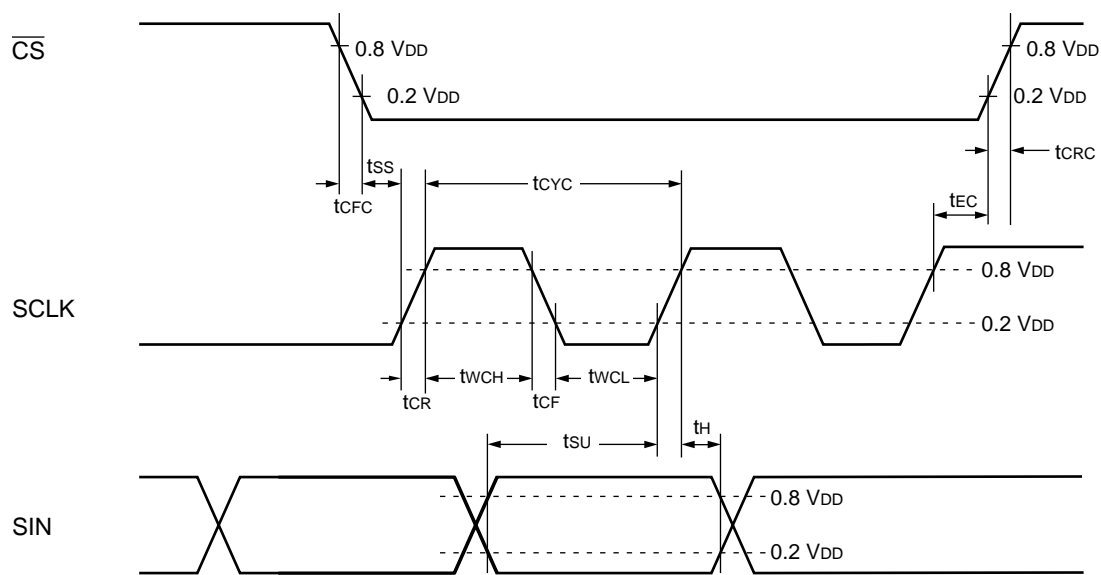 CS
0.8 VDD
0.8 VDD
0.2 VDD
0.2 VDD
tCRC
tSS
tCYC
tEC
tCFC
0.8 VDD
SCLK
0.2 VDD
tWCH
tWCL
tCR
tCF
tSU
tH
0.8 VDD
SIN
0.2 VDD